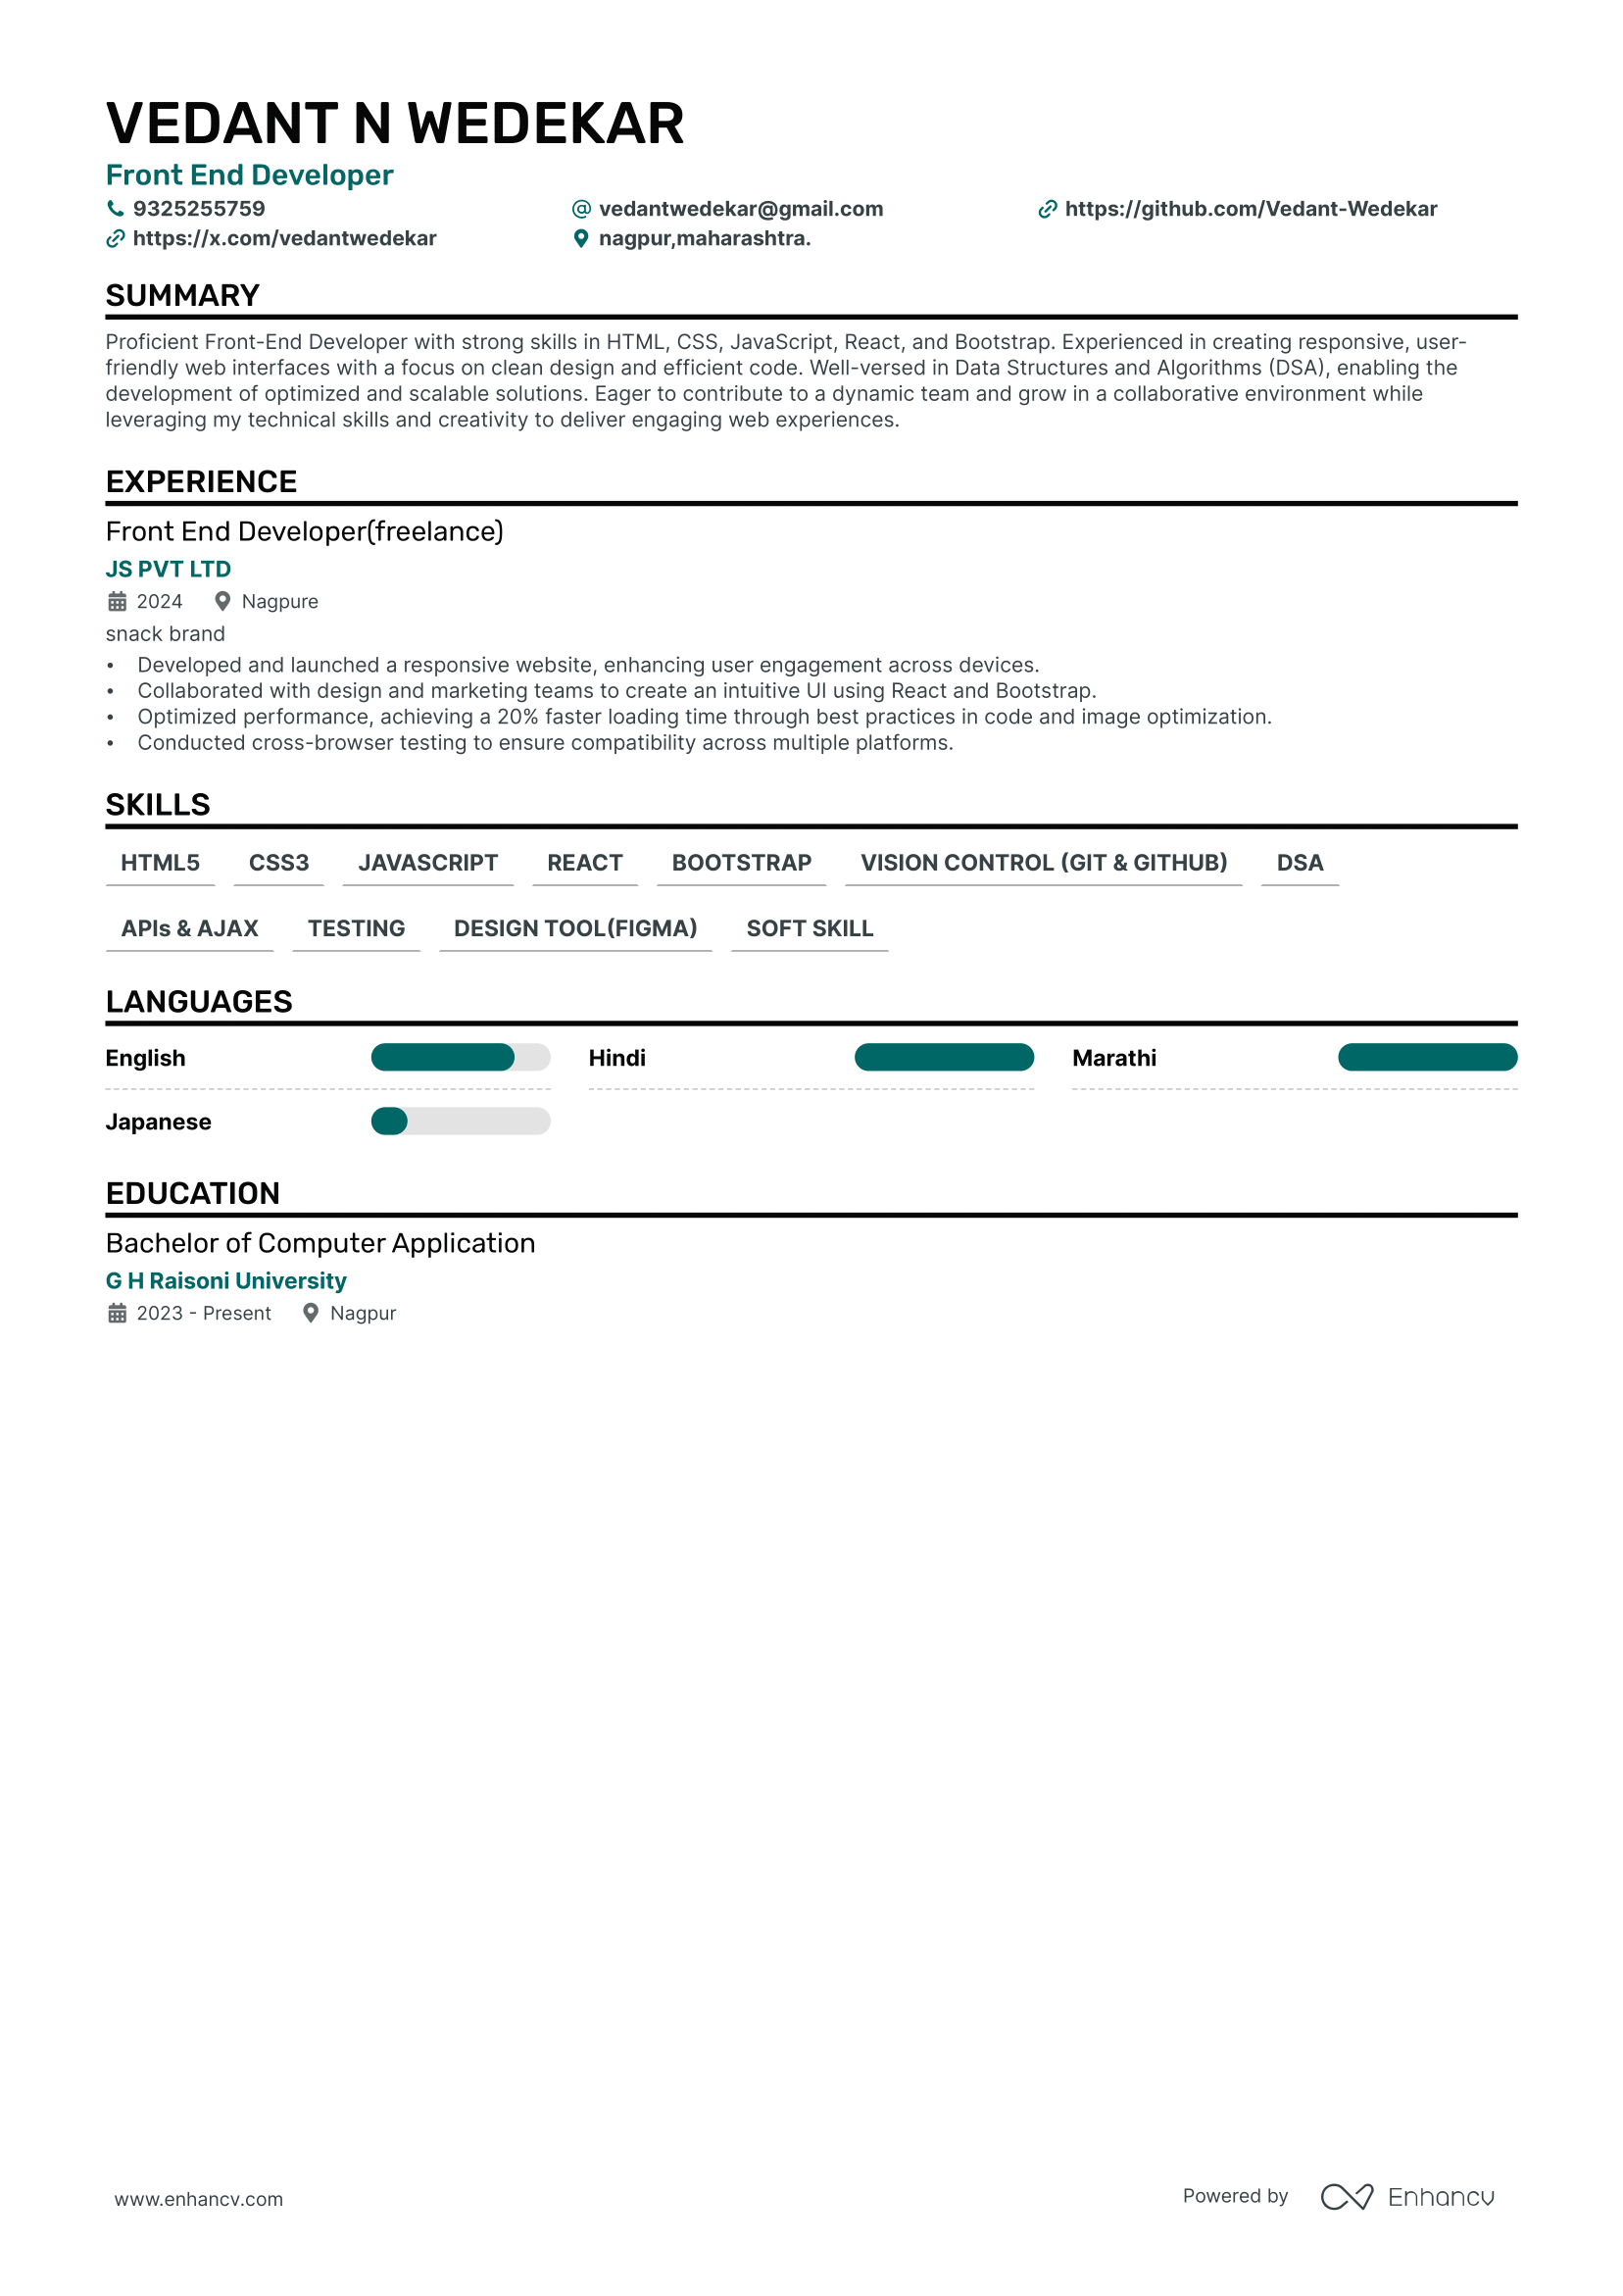 VEDANT N WEDEKAR
Front End Developer
9325255759 vedantwedekar@gmail.com https://github.com/Vedant-Wedekar
https://x.com/vedantwedekar nagpur,maharashtra.
SUMMARY
Proficient Front-End Developer with strong skills in HTML, CSS, JavaScript, React, and Bootstrap. Experienced in creating responsive, user-
friendly web interfaces with a focus on clean design and efficient code. Well-versed in Data Structures and Algorithms (DSA), enabling the
development of optimized and scalable solutions. Eager to contribute to a dynamic team and grow in a collaborative environment while
leveraging my technical skills and creativity to deliver engaging web experiences.
EXPERIENCE
Front End Developer(freelance)
JS PVT LTD
2024 Nagpure
snack brand
• Developed and launched a responsive website, enhancing user engagement across devices.
• Collaborated with design and marketing teams to create an intuitive UI using React and Bootstrap.
• Optimized performance, achieving a 20% faster loading time through best practices in code and image optimization.
• Conducted cross-browser testing to ensure compatibility across multiple platforms.
SKILLS
HTML5 CSS3 JAVASCRIPT REACT BOOTSTRAP VISION CONTROL (GIT & GITHUB) DSA
APIs & AJAX TESTING DESIGN TOOL(FIGMA) SOFT SKILL
LANGUAGES
English Hindi Marathi
Japanese
EDUCATION
Bachelor of Computer Application
G H Raisoni University
2023 - Present Nagpur
www.enhancv.com Powered by Enhancv